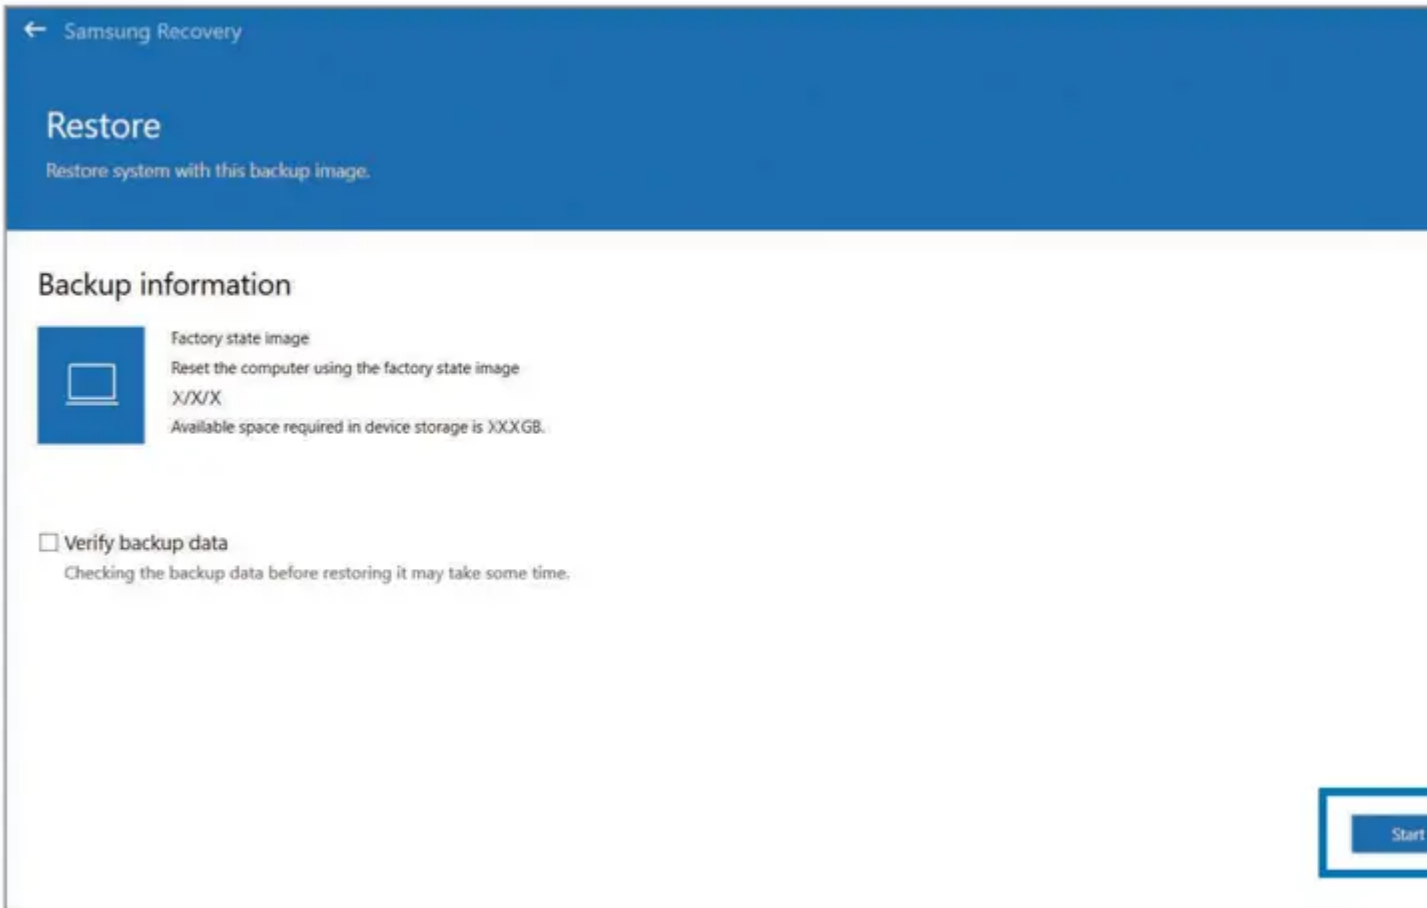 Samsung Recovery
Restore
Restore system with this backup image.
Backup information
Factory state image
Reset the computer using the factory state image
X/X/X
Available space required in device storage is XXXGB.
Verify backup data
Checking the backup data before restoring it may take some time.
Start